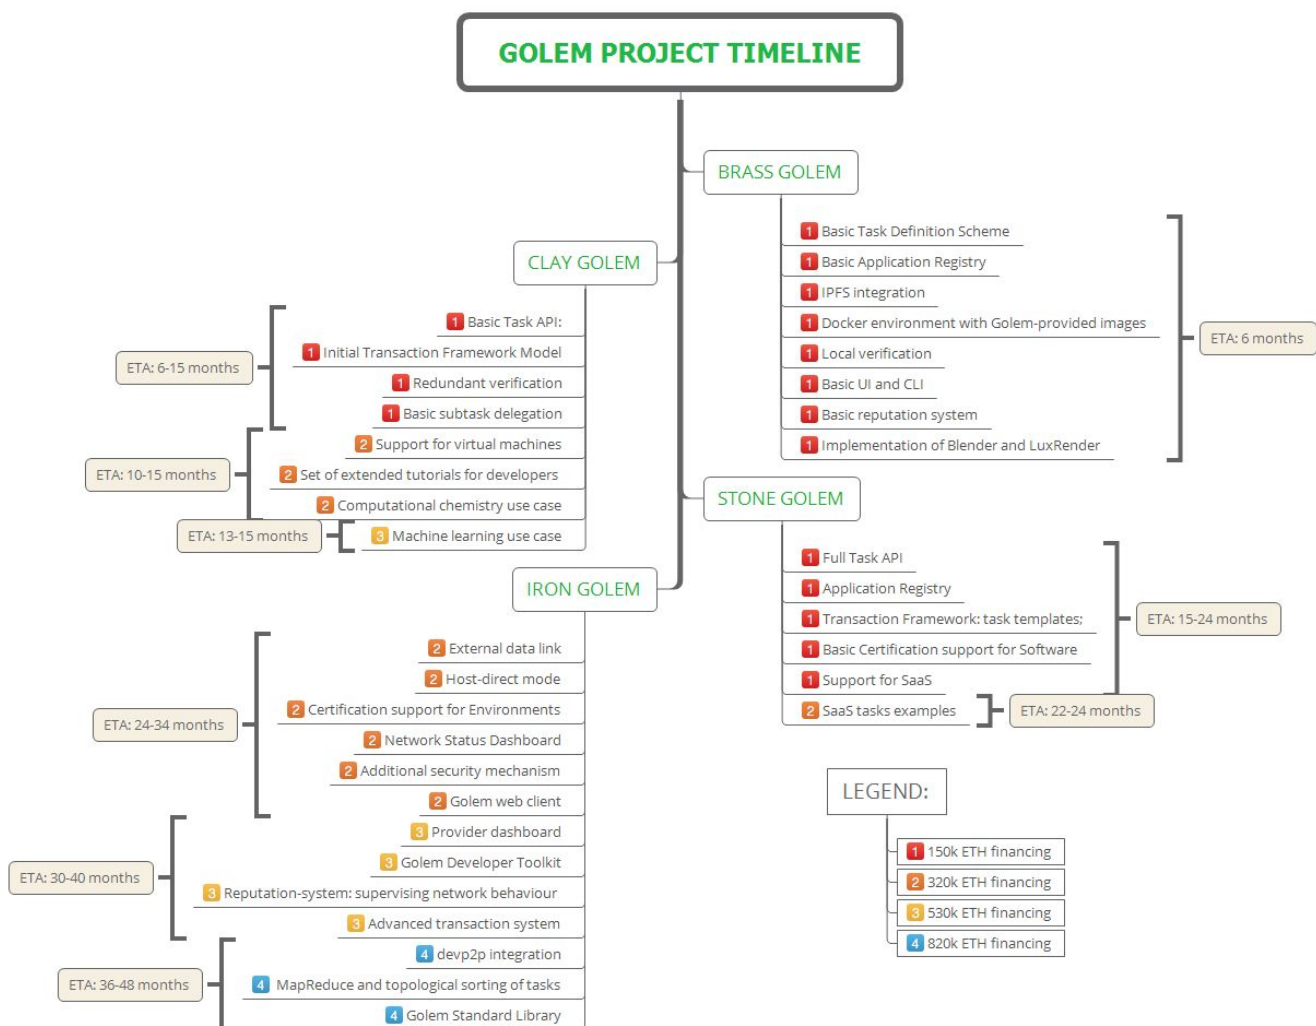 GOLEM PROJECT TIMELINE
BRASS GOLEM
1 Basic Task Definition Scheme
1 Basic Application Registry
1 IPFS integration
1 Docker environment with Golem-provided images
1 Local verification
1 Basic UI and CLI
1 Basic reputation system
1 Implementation of Blender and LuxRender
ETA: 6 months
CLAY GOLEM
1 Basic Task API:
1 Initial Transaction Framework Model
1 Redundant verification
1 Basic subtask delegation
ETA: 6-15 months
2 Support for virtual machines
2 Set of extended tutorials for developers
2 Computational chemistry use case
ETA: 10-15 months
3 Machine learning use case
ETA: 13-15 months
STONE GOLEM
1 Full Task API
1 Application Registry
1 Transaction Framework: task templates;
1 Basic Certification support for Software
1 Support for SaaS
ETA: 15-24 months
2 SaaS tasks examples
ETA: 22-24 months
IRON GOLEM
2 External data link
2 Host-direct mode
2 Certification support for Environments
2 Network Status Dashboard
2 Additional security mechanism
2 Golem web client
ETA: 24-34 months
3 Provider dashboard
3 Golem Developer Toolkit
3 Reputation-system: supervising network behaviour
3 Advanced transaction system
ETA: 30-40 months
4 devp2p integration
4 MapReduce and topological sorting of tasks
4 Golem Standard Library
ETA: 36-48 months
LEGEND:
1 150k ETH financing
2 320k ETH financing
3 530k ETH financing
4 820k ETH financing